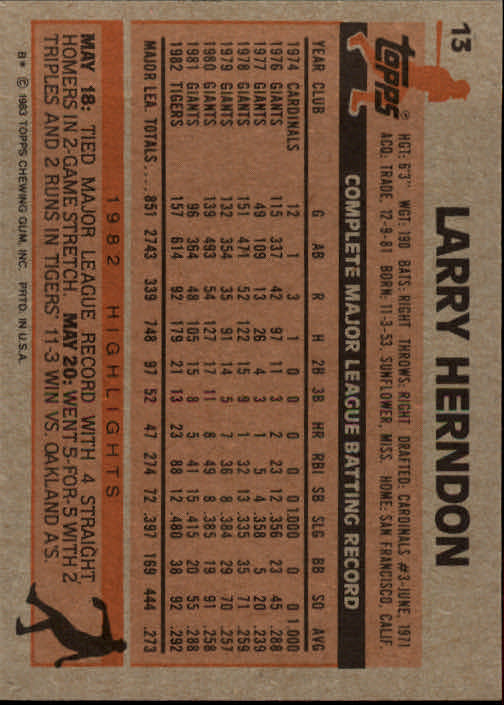 13
LARRY HERNDON
Topps®
HGT: 6'3" WGT: 190 BATS: RIGHT THROWS: RIGHT DRAFTED: CARDINALS #3-JUNE, 1971
ACQ: TRADE, 12-9-81 BORN: 11-3-53, SUNFLOWER, MISS. HOME: SAN FRANCISCO, CALIF.
COMPLETE MAJOR LEAGUE BATTING RECORD
YEAR CLUB G AB R H 2B 3B HR RBI SB SLG BB SO AVG
1974 CARDINALS 12 1 3 1 0 0 0 0 0 1.000 0 0 1.000
1976 GIANTS 115 337 42 97 11 3 2 23 12 .356 23 45 .288
1977 GIANTS 49 109 13 26 4 3 1 5 4 .358 5 20 .239
1978 GIANTS 151 471 52 122 15 9 1 32 13 .335 35 71 .259
1979 GIANTS 132 354 35 91 14 5 7 36 8 .384 29 70 .257
1980 GIANTS 139 493 54 127 17 11 8 49 8 .385 19 91 .258
1981 GIANTS 96 364 48 105 15 8 5 41 15 .415 20 55 .288
1982 TIGERS 157 614 92 179 21 13 23 88 12 .480 38 92 .292
MAJOR LEA. TOTALS.... 851 2743 339 748 97 52 47 274 72 .397 169 444 .273
1982 HIGHLIGHTS
MAY 18: TIED MAJOR LEAGUE RECORD WITH 4 STRAIGHT
HOMERS IN 2-GAME STRETCH. MAY 20: WENT 5-FOR-5 WITH 2
TRIPLES AND 2 RUNS IN TIGERS' 11-3 WIN VS. OAKLAND A'S.
B* © 1983 TOPPS CHEWING GUM, INC. PRTD. IN U.S.A.